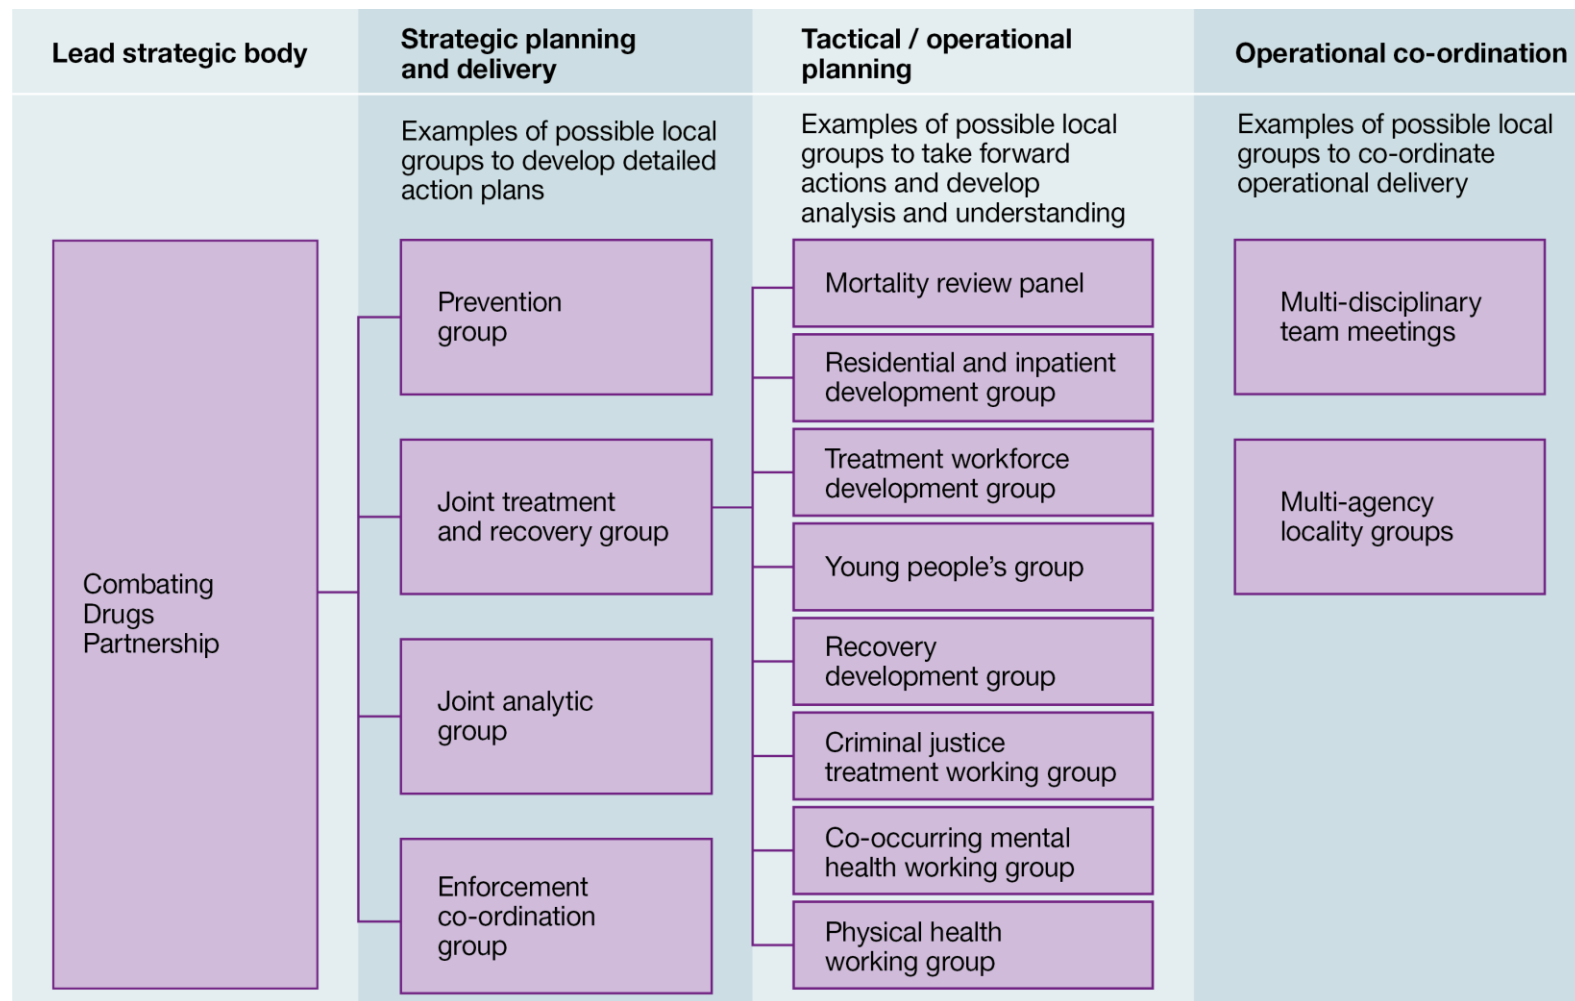 Lead strategic body
Strategic planning
and delivery
Tactical / operational
planning
Operational co-ordination
Examples of possible local
groups to develop detailed
action plans
Examples of possible local
groups to take forward
actions and develop
analysis and understanding
Examples of possible local
groups to co-ordinate
operational delivery
Combating
Drugs
Partnership
Prevention
group
Joint treatment
and recovery group
Joint analytic
group
Enforcement
co-ordination
group
Mortality review panel
Residential and inpatient
development group
Treatment workforce
development group
Young people’s group
Recovery
development group
Criminal justice
treatment working group
Co-occurring mental
health working group
Physical health
working group
Multi-disciplinary
team meetings
Multi-agency
locality groups